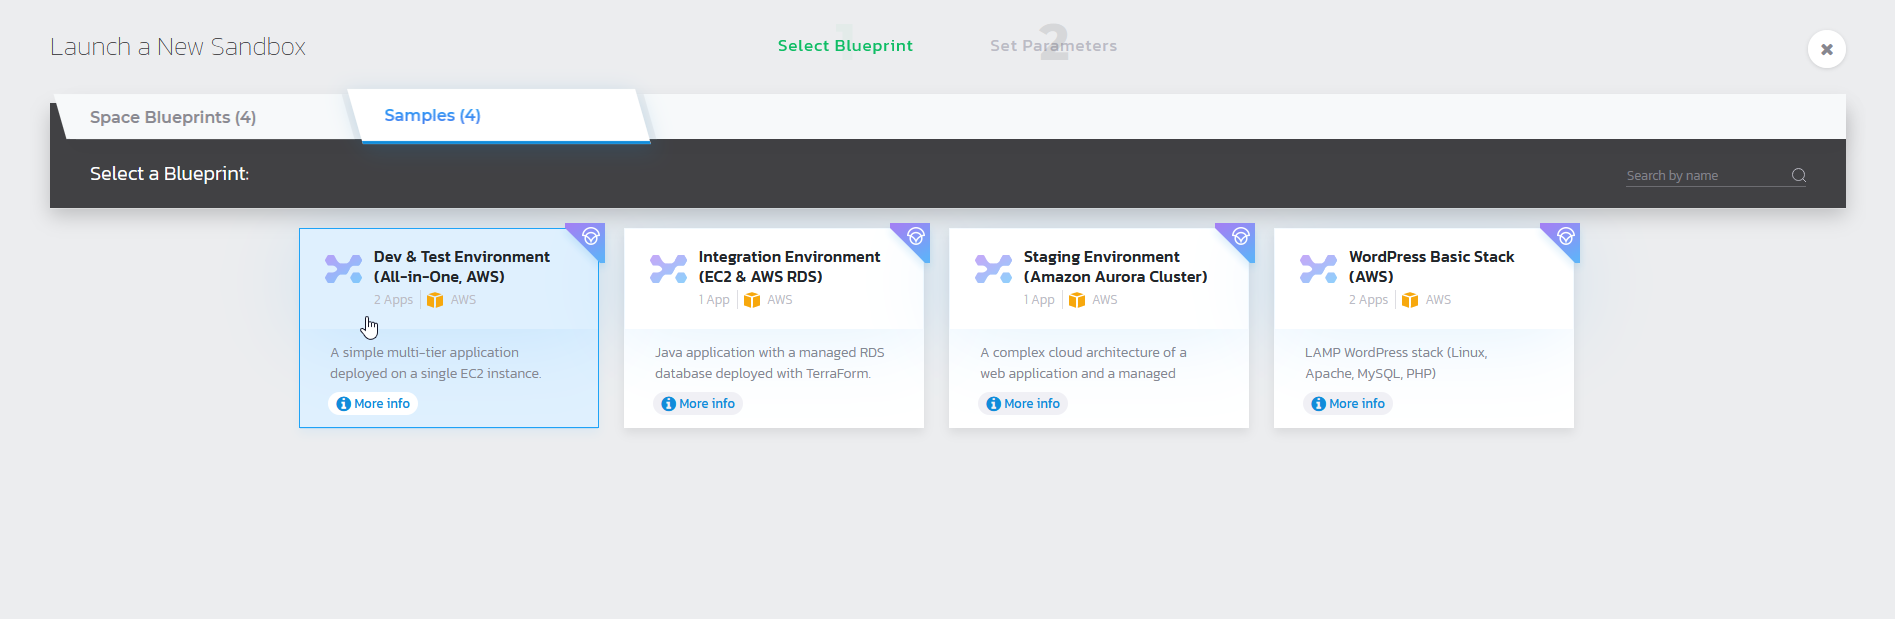 Launch a New Sandbox
1
Select Blueprint
2
Set Parameters
Space Blueprints (4)
Samples (4)
Select a Blueprint:
Search by name
Dev & Test Environment
(All-in-One, AWS)
2 Apps AWS
A simple multi-tier application
deployed on a single EC2 instance.
More info
Integration Environment
(EC2 & AWS RDS)
1 App AWS
Java application with a managed RDS
database deployed with TerraForm.
More info
Staging Environment
(Amazon Aurora Cluster)
1 App AWS
A complex cloud architecture of a
web application and a managed
More info
WordPress Basic Stack
(AWS)
2 Apps AWS
LAMP WordPress stack (Linux,
Apache, MySQL, PHP)
More info